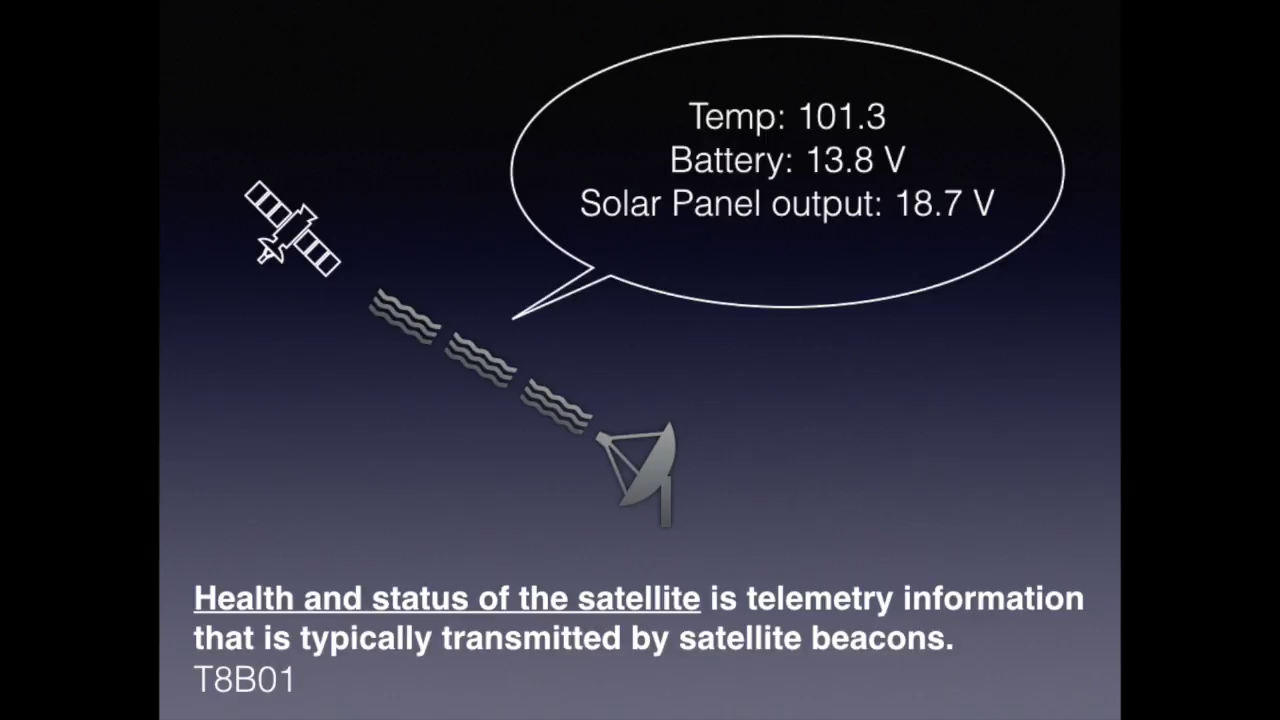 Temp: 101.3
Battery: 13.8 V
Solar Panel output: 18.7 V
Health and status of the satellite is telemetry information
that is typically transmitted by satellite beacons.
T8B01